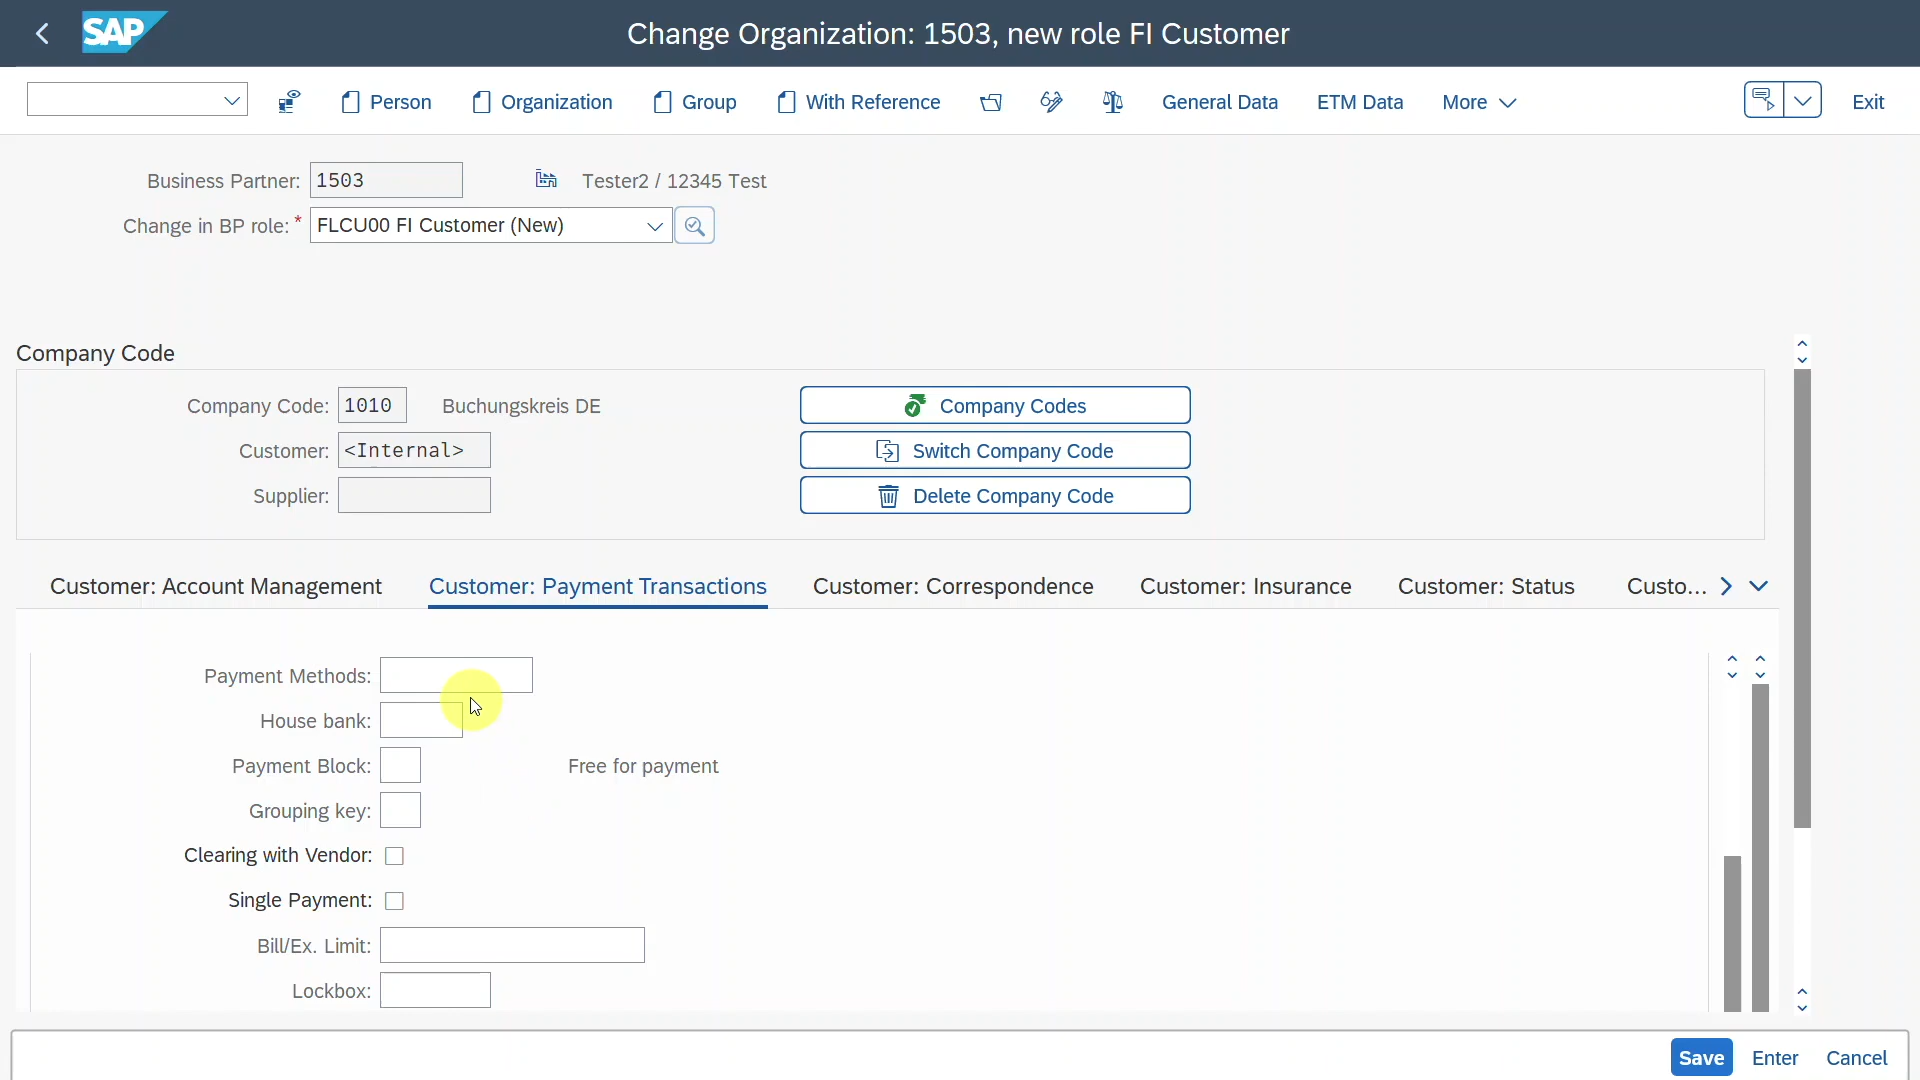 SAP
Change Organization: 1503, new role FI Customer
Person
Organization
Group
With Reference
General Data
ETM Data
More
Exit
Business Partner: 1503
Tester2 / 12345 Test
Change in BP role: * FLCU00 FI Customer (New)
Company Code
Company Code: 1010 Buchungskreis DE
Company Codes
Customer: <Internal>
Switch Company Code
Supplier:
Delete Company Code
Customer: Account Management
Customer: Payment Transactions
Customer: Correspondence
Customer: Insurance
Customer: Status
Custo...
Payment Methods:
House bank:
Payment Block: Free for payment
Grouping key:
Clearing with Vendor:
Single Payment:
Bill/Ex. Limit:
Lockbox:
Save
Enter
Cancel